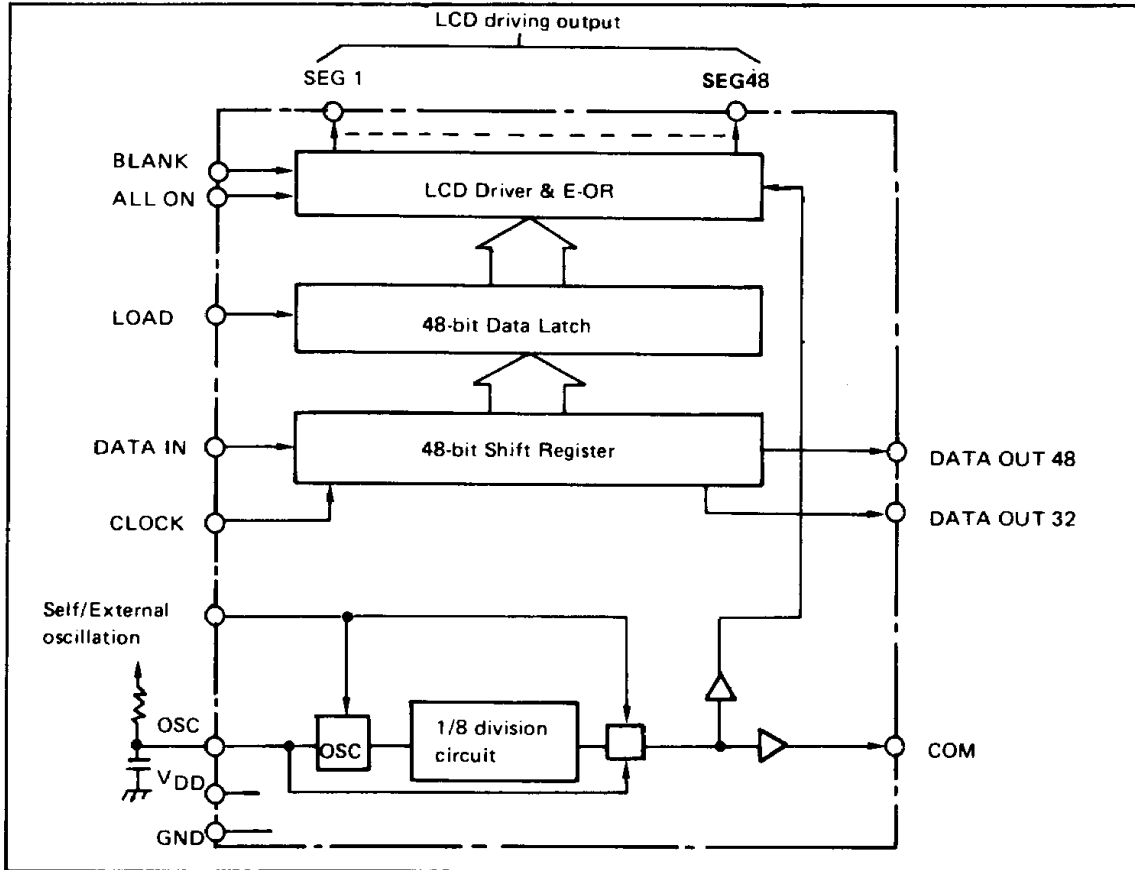 LCD driving output
SEG 1
SEG48
BLANK
ALL ON
LCD Driver & E-OR
LOAD
48-bit Data Latch
DATA IN
48-bit Shift Register
DATA OUT 48
CLOCK
DATA OUT 32
Self/External
oscillation
OSC
OSC
1/8 division
circuit
COM
VDD
GND